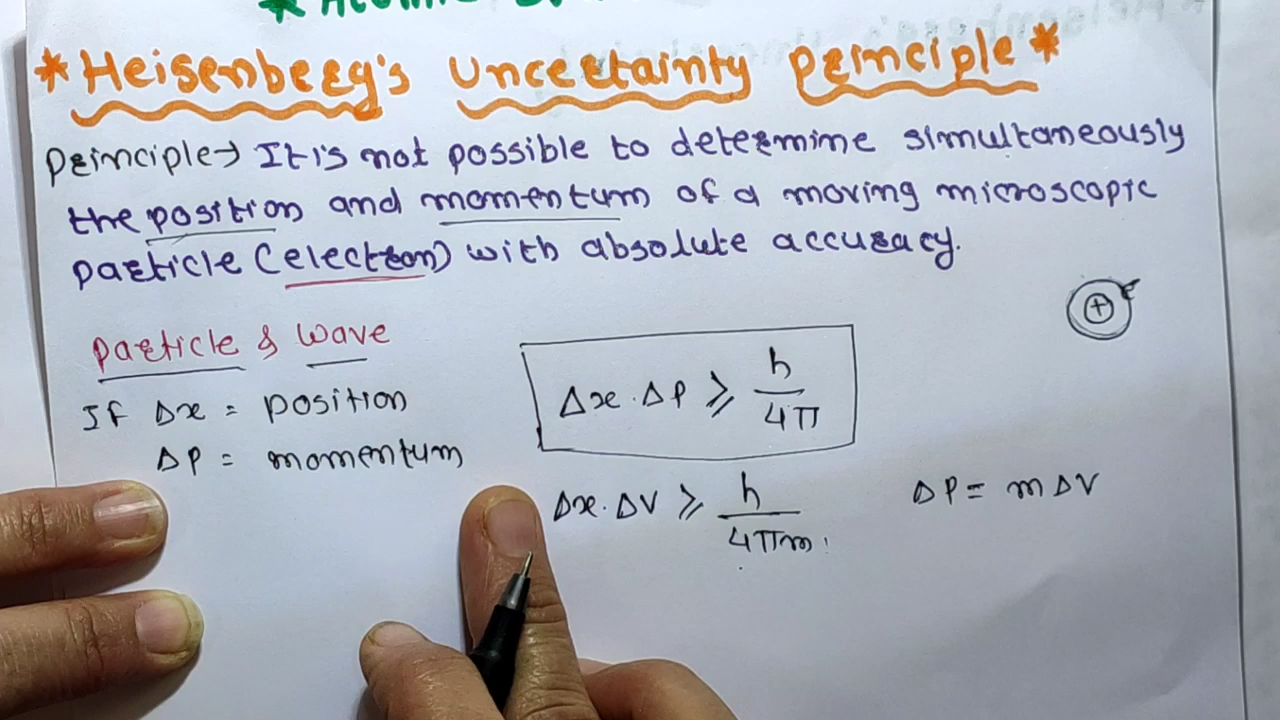 * Heisenberg's Uncertainty Principle *
Principle → It is not possible to determine simultaneously
the position and momentum of a moving microscopic
particle (electron) with absolute accuracy.
particle & wave
If Δx = position
ΔP = momentum
Δx . ΔP ⩾ h/4π
Δx . ΔV ⩾ h/4πm
ΔP = mΔV
+ e